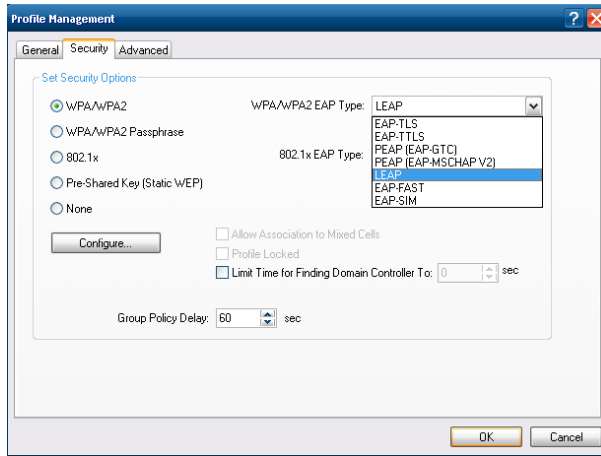 Profile Management
General Security Advanced
Set Security Options
WPA/WPA2 WPA/WPA2 EAP Type: LEAP
EAP-TLS
WPA/WPA2 Passphrase EAP-TTLS
PEAP (EAP-GTC)
802.1x 802.1x EAP Type: PEAP (EAP-MSCHAP V2)
LEAP
Pre-Shared Key (Static WEP) EAP-FAST
EAP-SIM
None
Configure... Allow Association to Mixed Cells
Profile Locked
Limit Time for Finding Domain Controller To: 0 sec
Group Policy Delay: 60 sec
OK Cancel